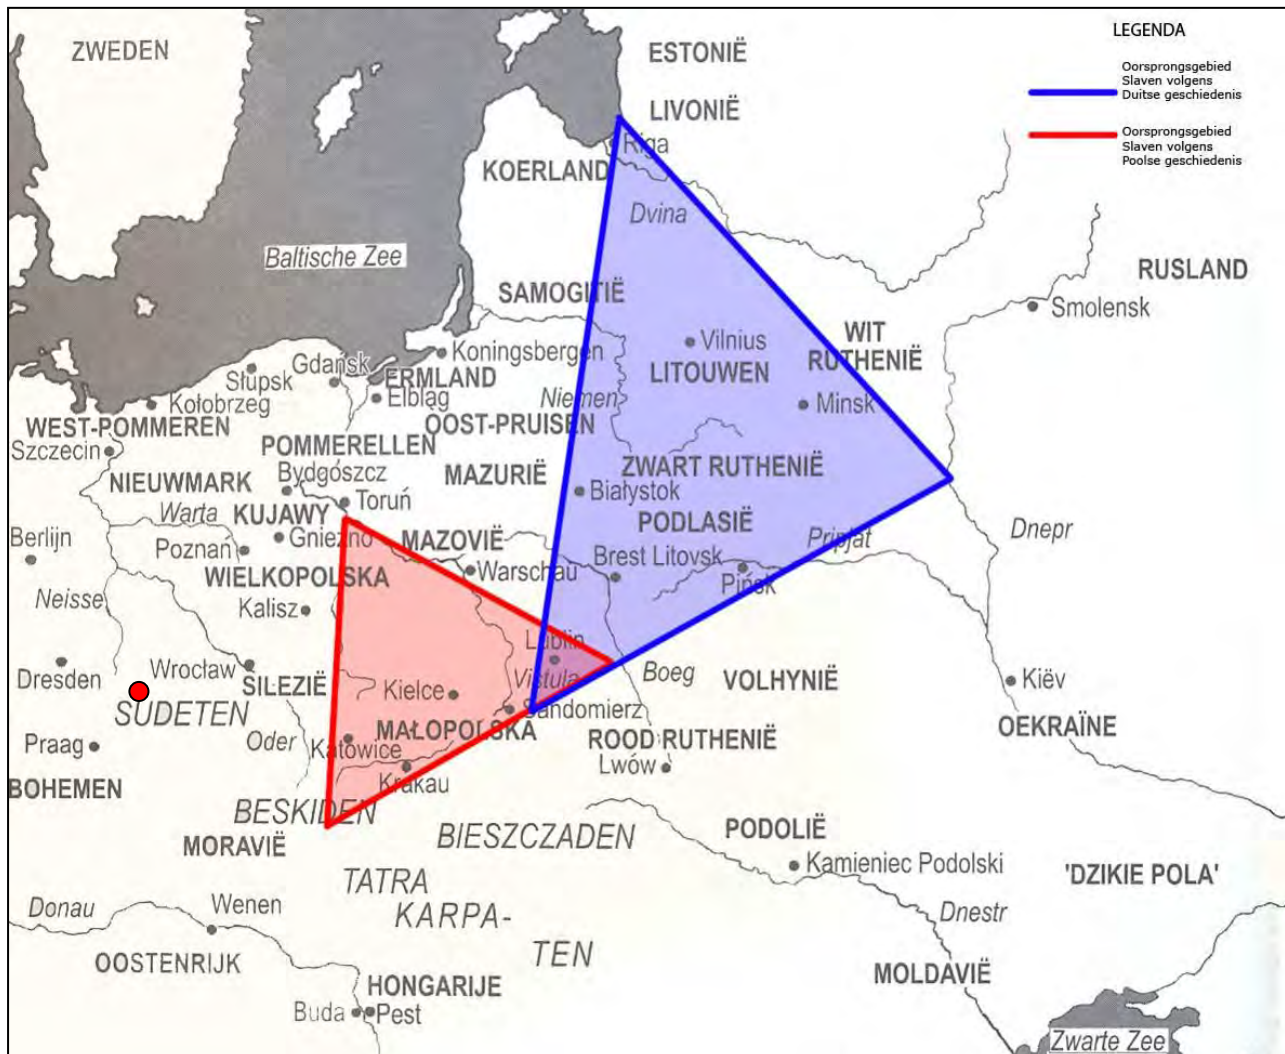 LEGENDA
Oorsprongsgebied
Slaven volgens
Duitse geschiedenis
Oorsprongsgebied
Slaven volgens
Poolse geschiedenis
ZWEDEN
ESTONIË
LIVONIË
Riga
KOERLAND
Dvina
Baltische Zee
RUSLAND
SAMOGITIË
Smolensk
WIT
RUTHENIË
Vilnius
Koningsbergen
Gdańsk
LITOUWEN
Słupsk
ERMLAND
Elbląg
Niemen
Kołobrzeg
Minsk
WEST-POMMEREN
OOST-PRUISEN
POMMERELLEN
Szczecin
Bydgószcz
MAZURIË
ZWART RUTHENIË
NIEUWMARK
Białystok
Toruń
Warta
KUJAWY
PODLASIË
Dnepr
Gniezno
MAZOVIË
Pripjat
Berlijn
Poznań
Brest Litovsk
WIELKOPOLSKA
Warschau
Pińsk
Neisse
Kalisz
Lublin
Wrocław
Boeg
Dresden
SILEZIË
Kielce
Vistula
VOLHYNIË
Kiëv
SUDETEN
Sandomierz
MAŁOPOLSKA
OEKRAÏNE
Oder
Katowice
ROOD RUTHENIË
Praag
Lwów
Krakau
BOHEMEN
BESKIDEN
PODOLIË
BIESZCZADEN
MORAVIË
Kamieniec Podolski
'DZIKIE POLA'
TATRA
Donau
Wenen
KARPA-
TEN
Dnestr
OOSTENRIJK
MOLDAVIË
HONGARIJE
Buda
Pest
Zwarte Zee